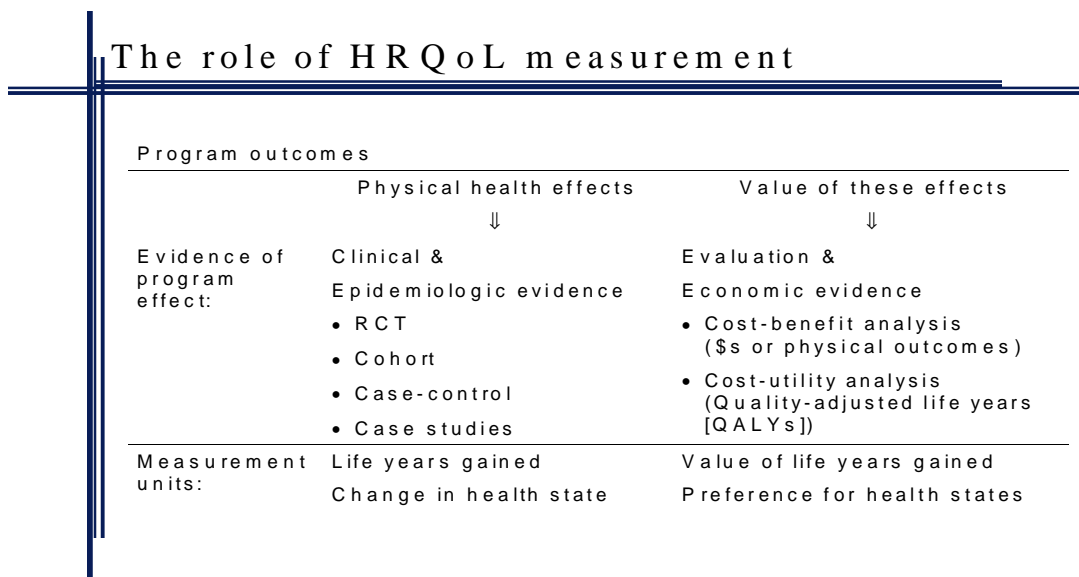 The role of HRQoL measurement
Program outcomes
Physical health effects Value of these effects
⇓ ⇓
Evidence of
program
effect:
Clinical &
Epidemiologic evidence
• RCT
• Cohort
• Case-control
• Case studies
Evaluation &
Economic evidence
• Cost-benefit analysis
($s or physical outcomes)
• Cost-utility analysis
(Quality-adjusted life years
[QALYs])
Measurement
units:
Life years gained
Change in health state
Value of life years gained
Preference for health states